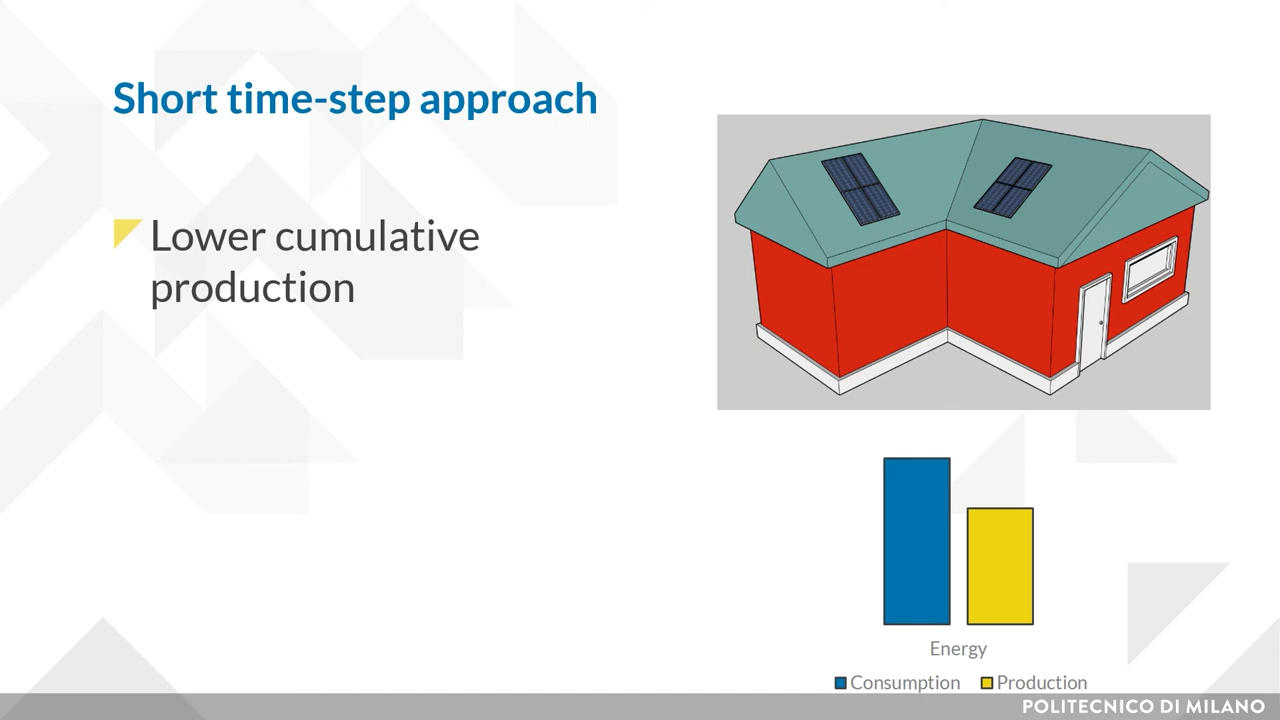 Short time-step approach
Lower cumulative
production
Energy
Consumption Production
POLITECNICO DI MILANO